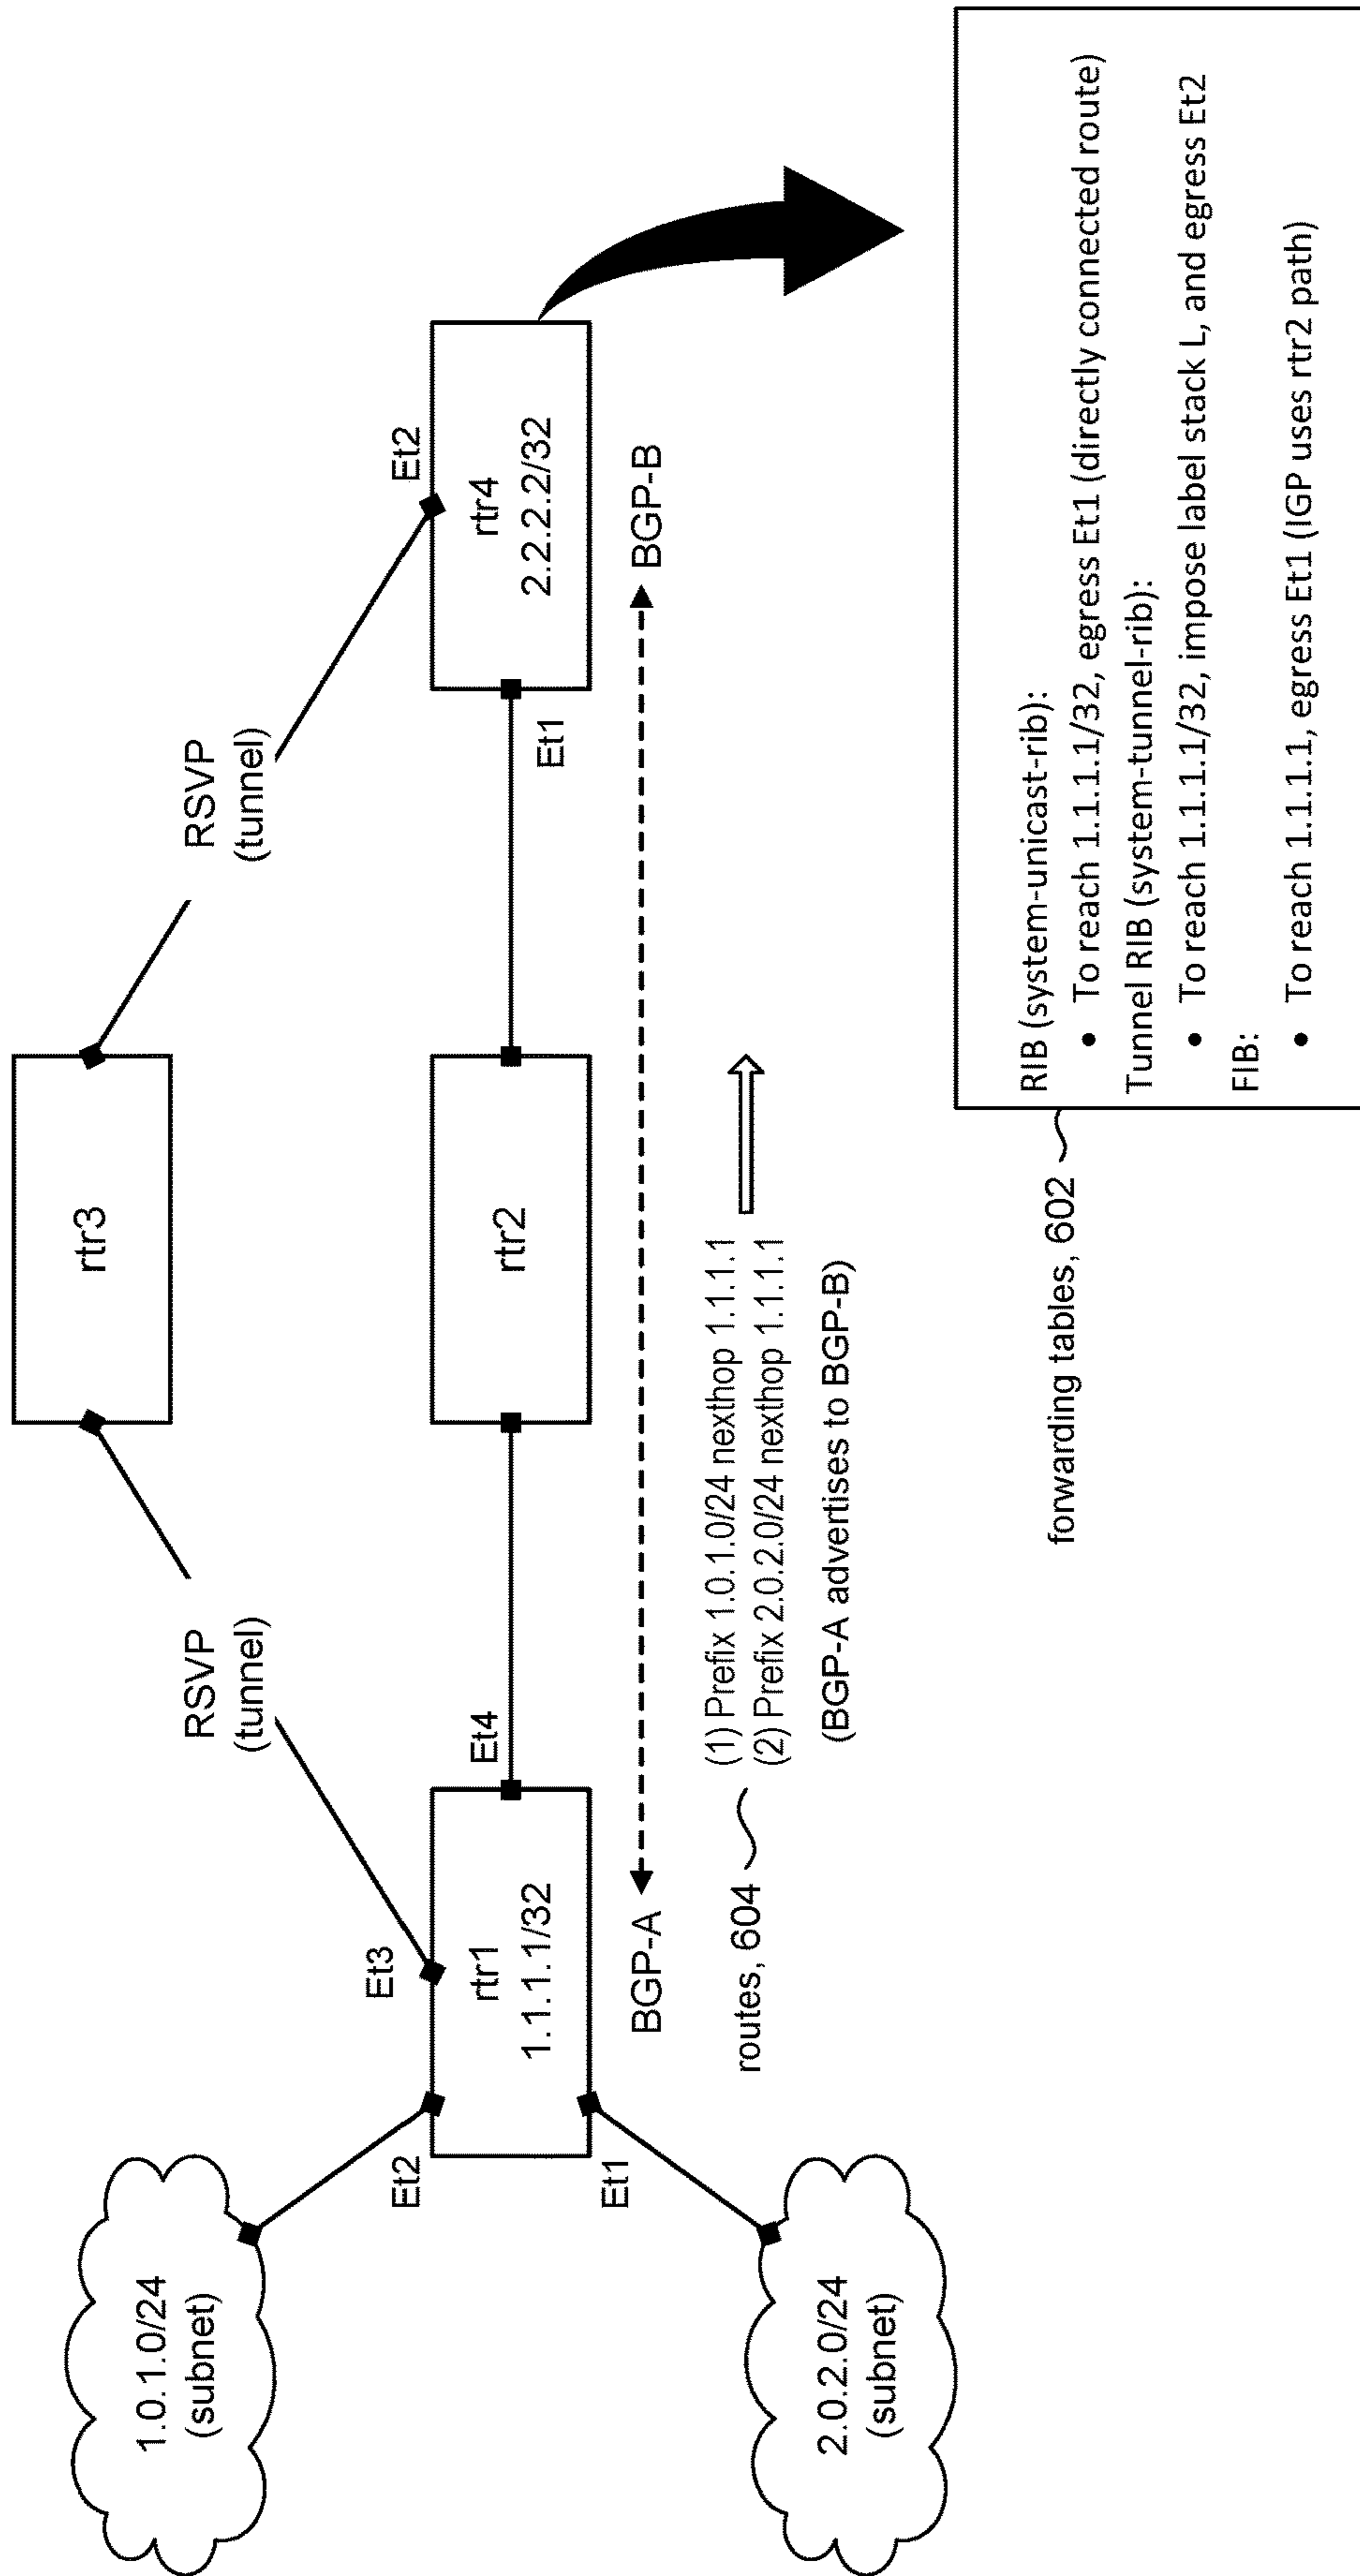 rtr3
RSVP
(tunnel)
RSVP
(tunnel)
1.0.1.0/24
(subnet)
Et2
Et3
rtr1
1.1.1.1/32
Et4
rtr2
Et2
rtr4
2.2.2.2/32
Et1
Et1
BGP-A
BGP-B
2.0.2.0/24
(subnet)
routes, 604
(1) Prefix 1.0.1.0/24 nexthop 1.1.1.1
(2) Prefix 2.0.2.0/24 nexthop 1.1.1.1
(BGP-A advertises to BGP-B)
forwarding tables, 602
RIB (system-unicast-rib):
• To reach 1.1.1.1/32, egress Et1 (directly connected route)
Tunnel RIB (system-tunnel-rib):
• To reach 1.1.1.1/32, impose label stack L, and egress Et2
FIB:
• To reach 1.1.1.1, egress Et1 (IGP uses rtr2 path)